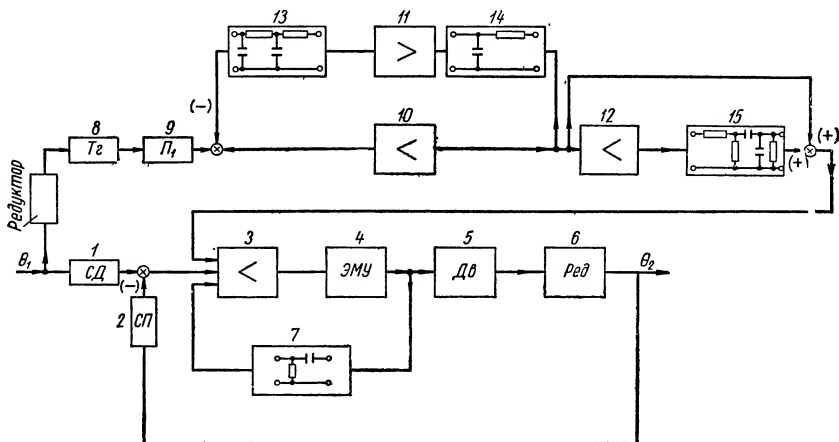 13
11
14
>
(–)
8
Тг
9
П₁
10
<
12
<
15
(+)
(+)
Редуктор
θ₁
1
СД
(–)
2
СП
3
<
4
ЭМУ
5
Дв
6
Ред
θ₂
7